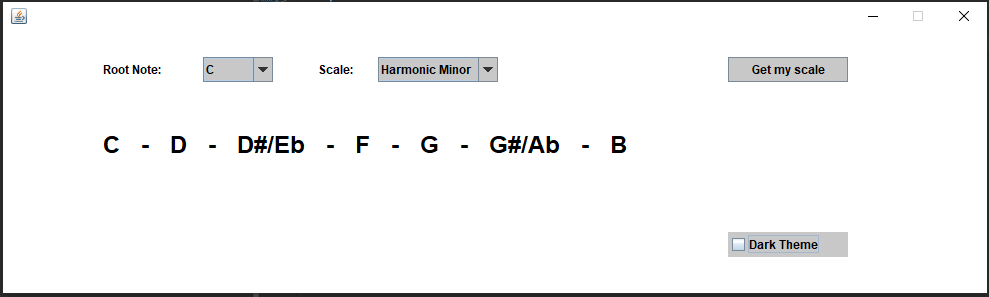 Root Note: C Scale: Harmonic Minor Get my scale
C - D - D#/Eb - F - G - G#/Ab - B
Dark Theme